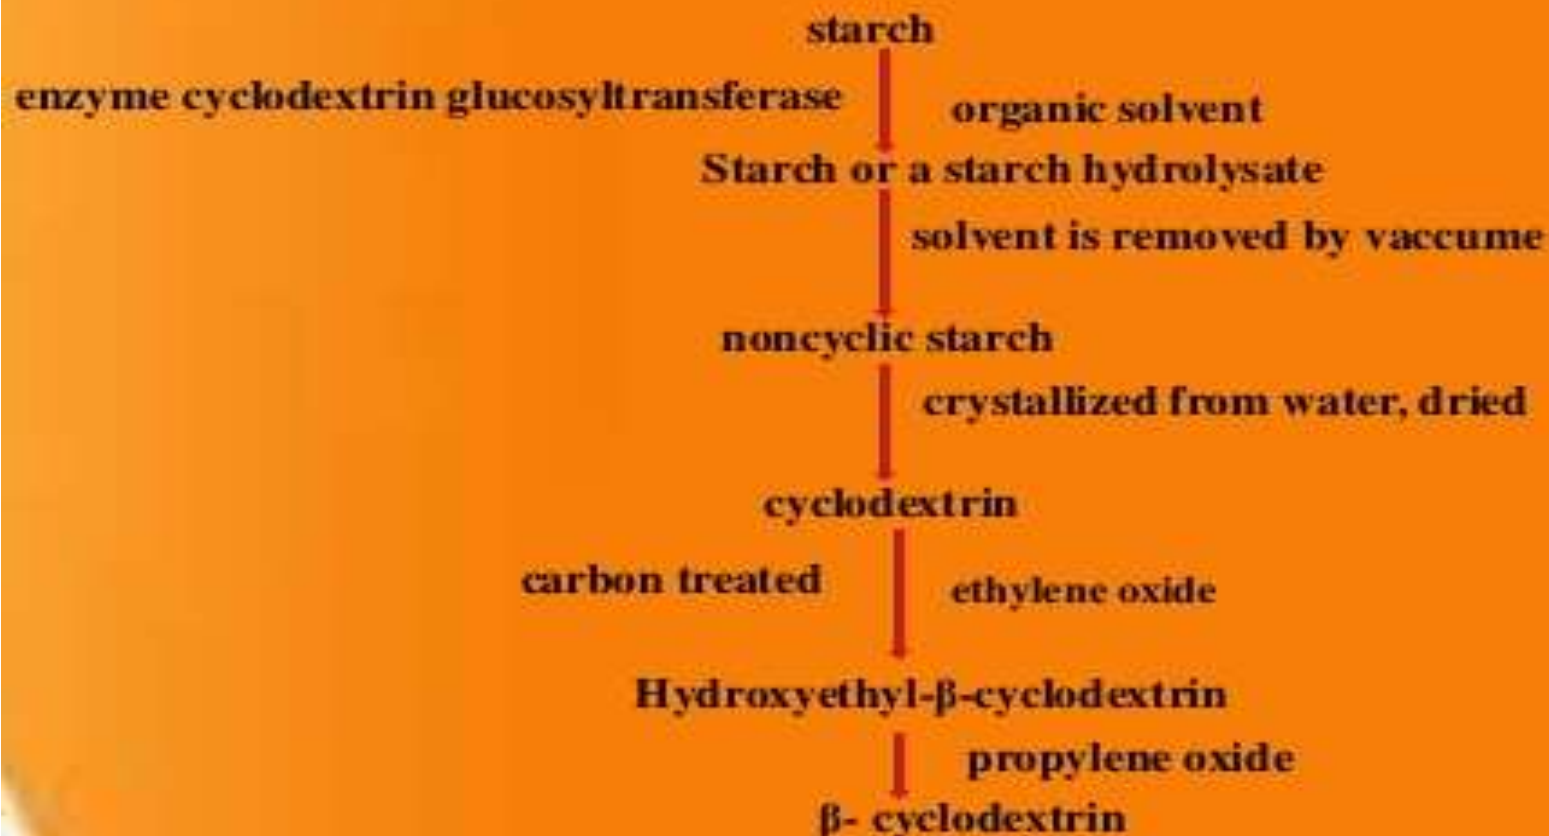 starch
enzyme cyclodextrin glucosyltransferase
organic solvent
Starch or a starch hydrolysate
solvent is removed by vaccume
noncyclic starch
crystallized from water, dried
cyclodextrin
carbon treated
ethylene oxide
Hydroxyethyl-β-cyclodextrin
propylene oxide
β- cyclodextrin